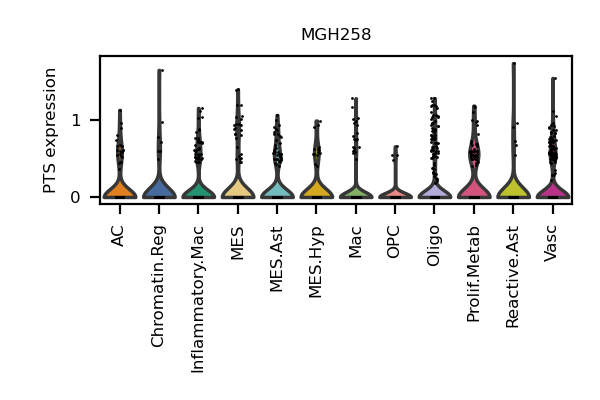 MGH258
PTS expression
1
0
AC
Chromatin.Reg
Inflammatory.Mac
MES
MES.Ast
MES.Hyp
Mac
OPC
Oligo
Prolif.Metab
Reactive.Ast
Vasc